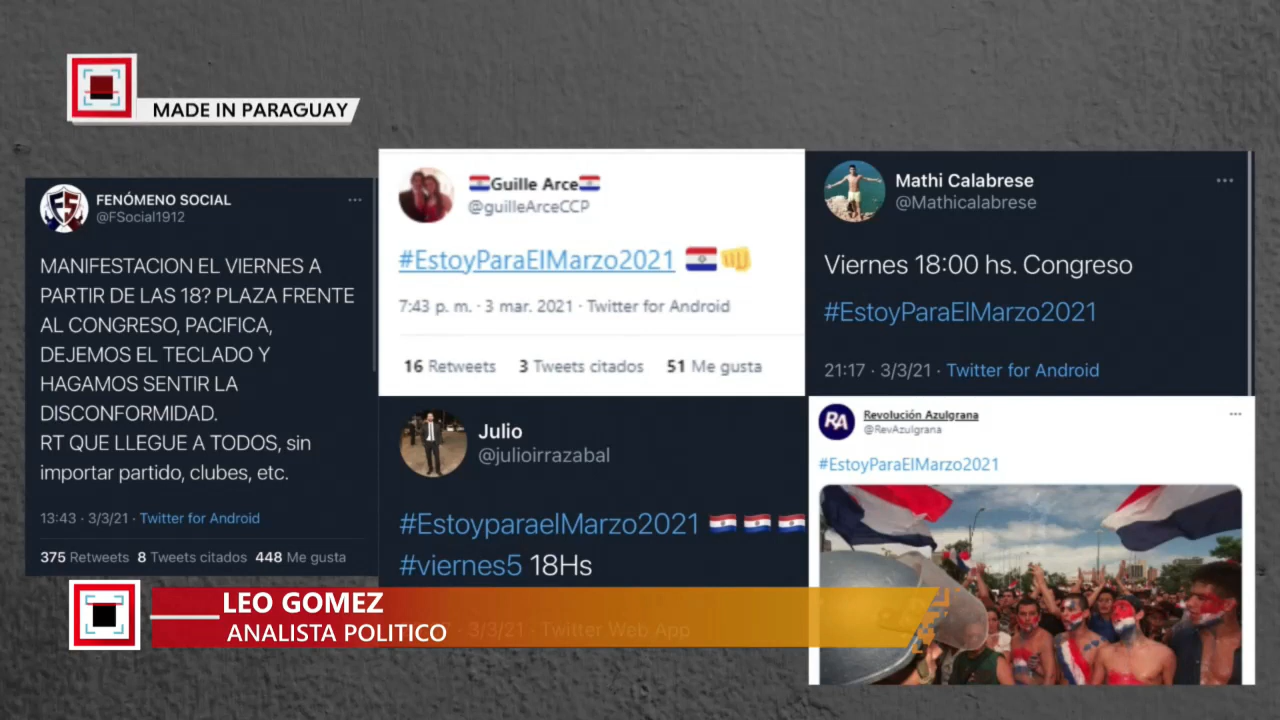 MADE IN PARAGUAY
FENÓMENO SOCIAL
@FSocial1912
MANIFESTACION EL VIERNES A
PARTIR DE LAS 18? PLAZA FRENTE
AL CONGRESO, PACIFICA,
DEJEMOS EL TECLADO Y
HAGAMOS SENTIR LA
DISCONFORMIDAD.
RT QUE LLEGUE A TODOS, sin
importar partido, clubes, etc.
13:43 · 3/3/21 · Twitter for Android
375 Retweets 8 Tweets citados 448 Me gusta
Guille Arce
@guilleArceCCP
#EstoyParaElMarzo2021
7:43 p. m. · 3 mar. 2021 · Twitter for Android
16 Retweets 3 Tweets citados 51 Me gusta
Mathi Calabrese
@Mathicalabrese
Viernes 18:00 hs. Congreso
#EstoyParaElMarzo2021
21:17 · 3/3/21 · Twitter for Android
Julio
@julioirrazabal
#EstoyparaelMarzo2021
#viernes5 18Hs
3/3/21 · Twitter Web App
RA
Revolución Azulgrana
@RevAzulgrana
#EstoyParaElMarzo2021
LEO GOMEZ
ANALISTA POLITICO